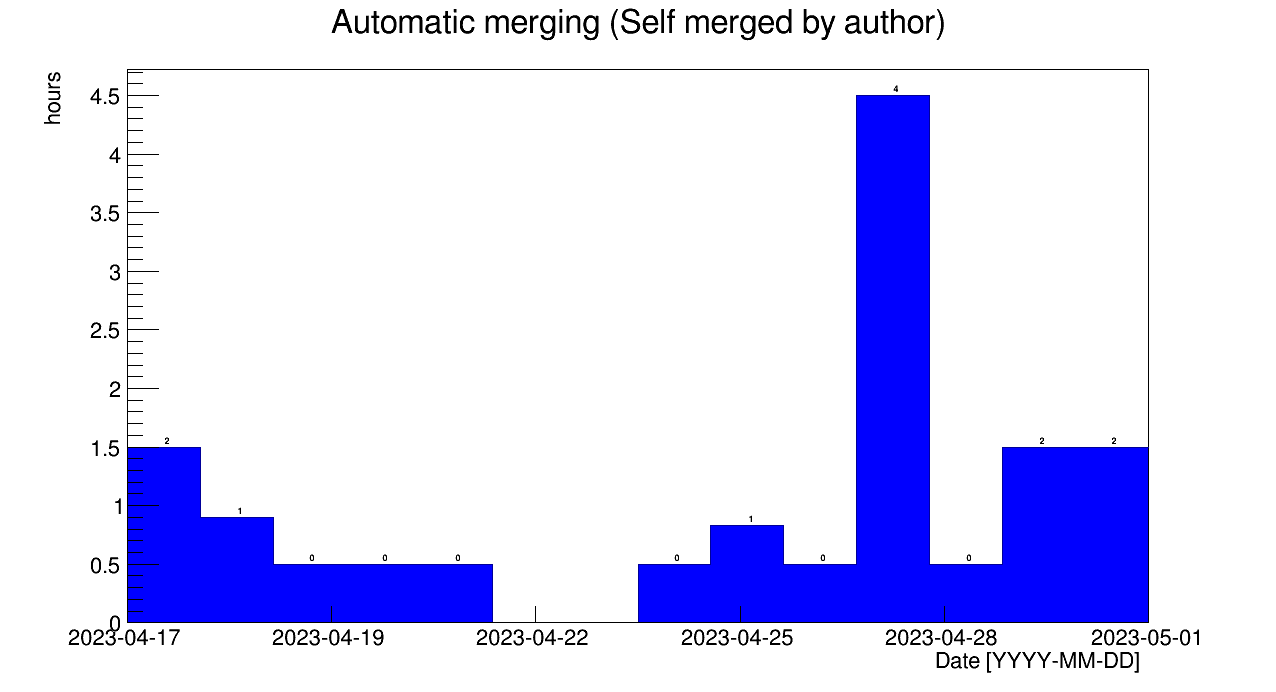 Automatic merging (Self merged by author)
hours
4.5
4
3.5
3
2.5
2
1.5
1
0.5
0
2 1 0 0 0 0 1 0 4 0 2 2
2023-04-17 2023-04-19 2023-04-22 2023-04-25 2023-04-28 2023-05-01
Date [YYYY-MM-DD]